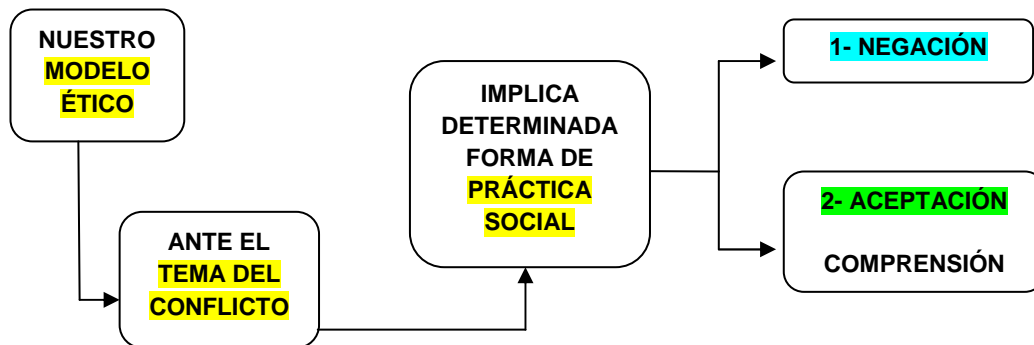 NUESTRO
MODELO
ÉTICO
ANTE EL
TEMA DEL
CONFLICTO
IMPLICA
DETERMINADA
FORMA DE
PRÁCTICA
SOCIAL
1- NEGACIÓN
2- ACEPTACIÓN
COMPRENSIÓN